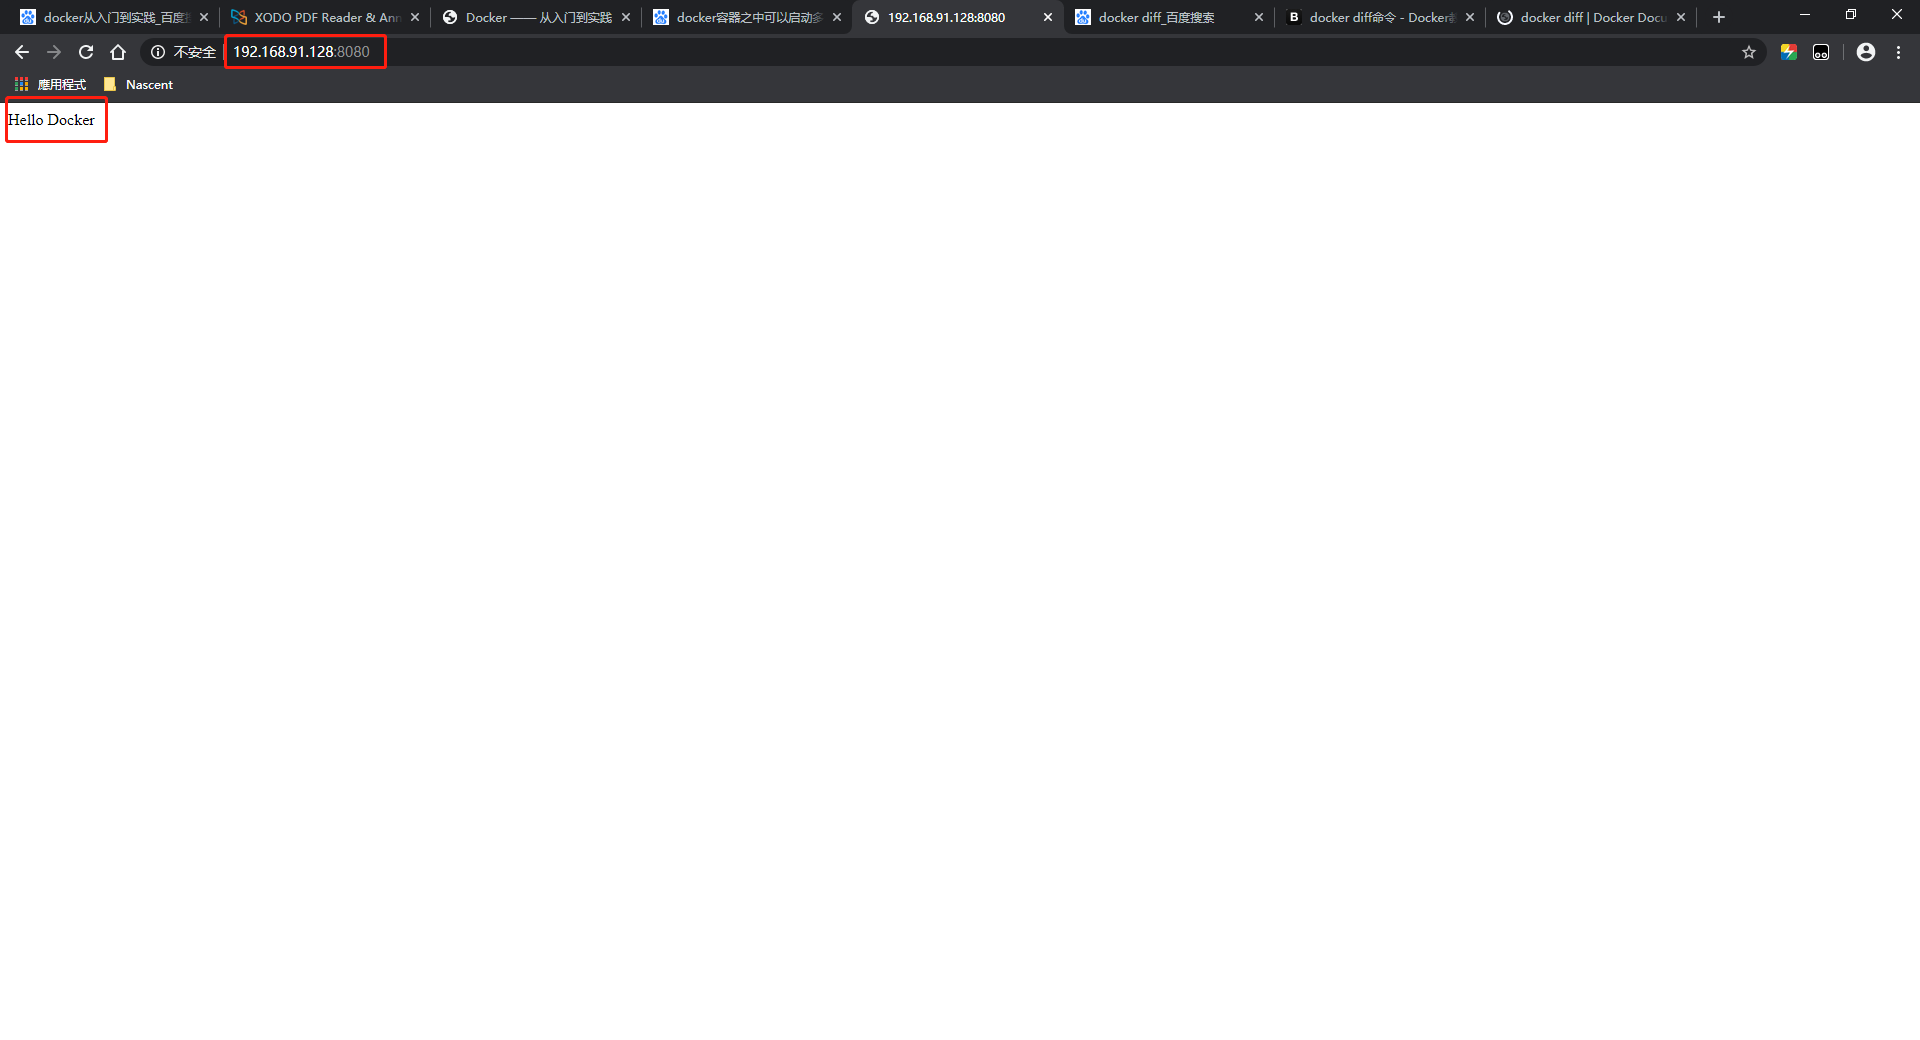 docker从入门到实践_百度
XODO PDF Reader & Ann
Docker —— 从入门到实践
docker容器之中可以启动多
192.168.91.128:8080
docker diff_百度搜索
docker diff命令 - Docker
docker diff | Docker Docu
不安全 192.168.91.128:8080
應用程式 Nascent
Hello Docker